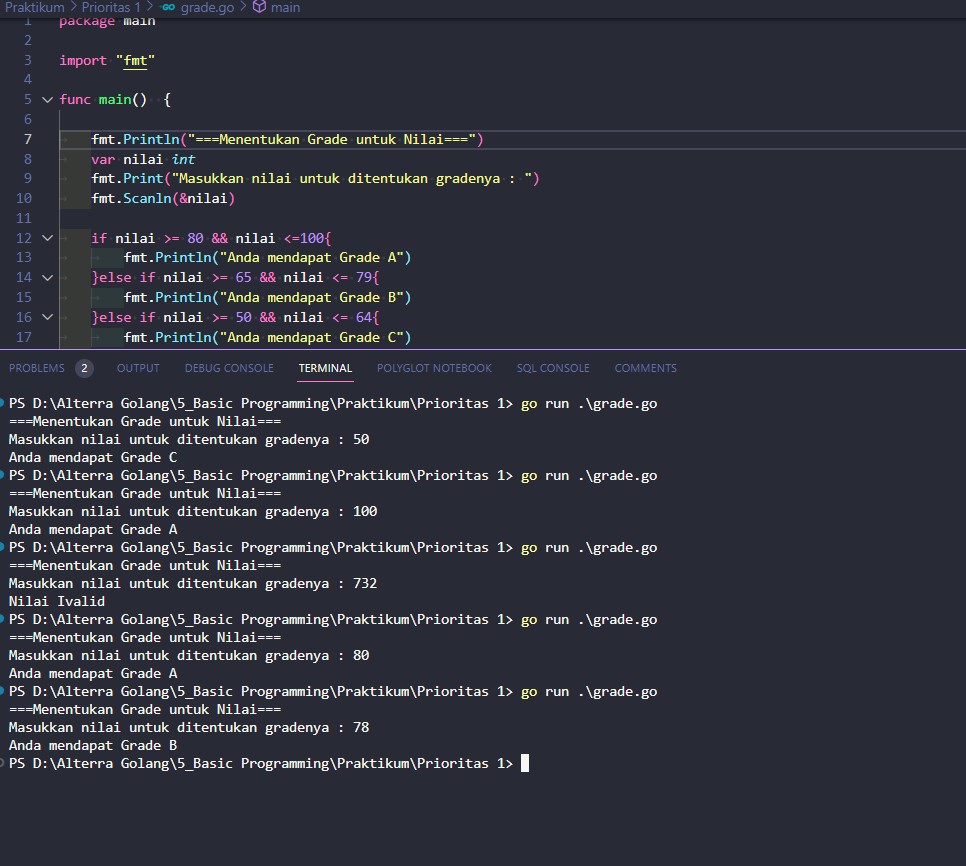 Praktikum > Prioritas 1 > grade.go > main
1 package main
2
3 import "fmt"
4
5 func main() {
6
7 fmt.Println("===Menentukan Grade untuk Nilai===")
8 var nilai int
9 fmt.Print("Masukkan nilai untuk ditentukan gradenya : ")
10 fmt.Scanln(&nilai)
11
12 if nilai >= 80 && nilai <=100{
13 fmt.Println("Anda mendapat Grade A")
14 }else if nilai >= 65 && nilai <= 79{
15 fmt.Println("Anda mendapat Grade B")
16 }else if nilai >= 50 && nilai <= 64{
17 fmt.Println("Anda mendapat Grade C")
PROBLEMS 2 OUTPUT DEBUG CONSOLE TERMINAL POLYGLOT NOTEBOOK SQL CONSOLE COMMENTS
PS D:\Alterra Golang\5_Basic Programming\Praktikum\Prioritas 1> go run .\grade.go
===Menentukan Grade untuk Nilai===
Masukkan nilai untuk ditentukan gradenya : 50
Anda mendapat Grade C
PS D:\Alterra Golang\5_Basic Programming\Praktikum\Prioritas 1> go run .\grade.go
===Menentukan Grade untuk Nilai===
Masukkan nilai untuk ditentukan gradenya : 100
Anda mendapat Grade A
PS D:\Alterra Golang\5_Basic Programming\Praktikum\Prioritas 1> go run .\grade.go
===Menentukan Grade untuk Nilai===
Masukkan nilai untuk ditentukan gradenya : 732
Nilai Ivalid
PS D:\Alterra Golang\5_Basic Programming\Praktikum\Prioritas 1> go run .\grade.go
===Menentukan Grade untuk Nilai===
Masukkan nilai untuk ditentukan gradenya : 80
Anda mendapat Grade A
PS D:\Alterra Golang\5_Basic Programming\Praktikum\Prioritas 1> go run .\grade.go
===Menentukan Grade untuk Nilai===
Masukkan nilai untuk ditentukan gradenya : 78
Anda mendapat Grade B
PS D:\Alterra Golang\5_Basic Programming\Praktikum\Prioritas 1>